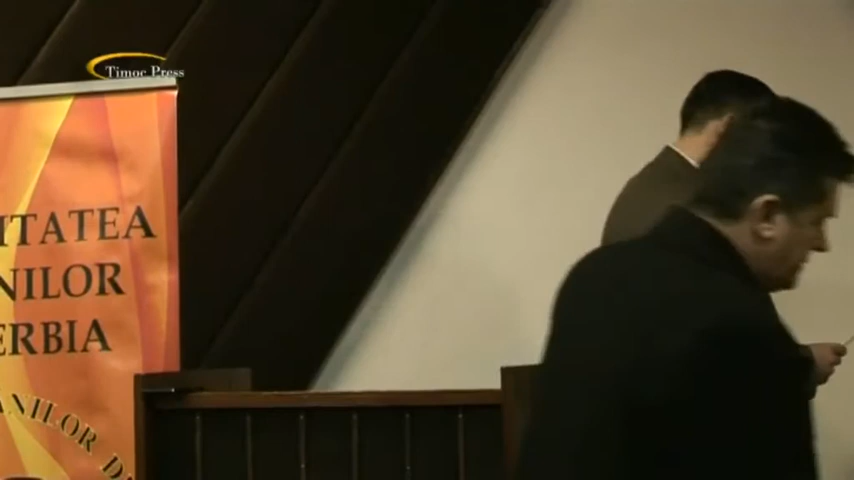 Timoc Press
ITATEA
NILOR
ERBIA
NILOR D